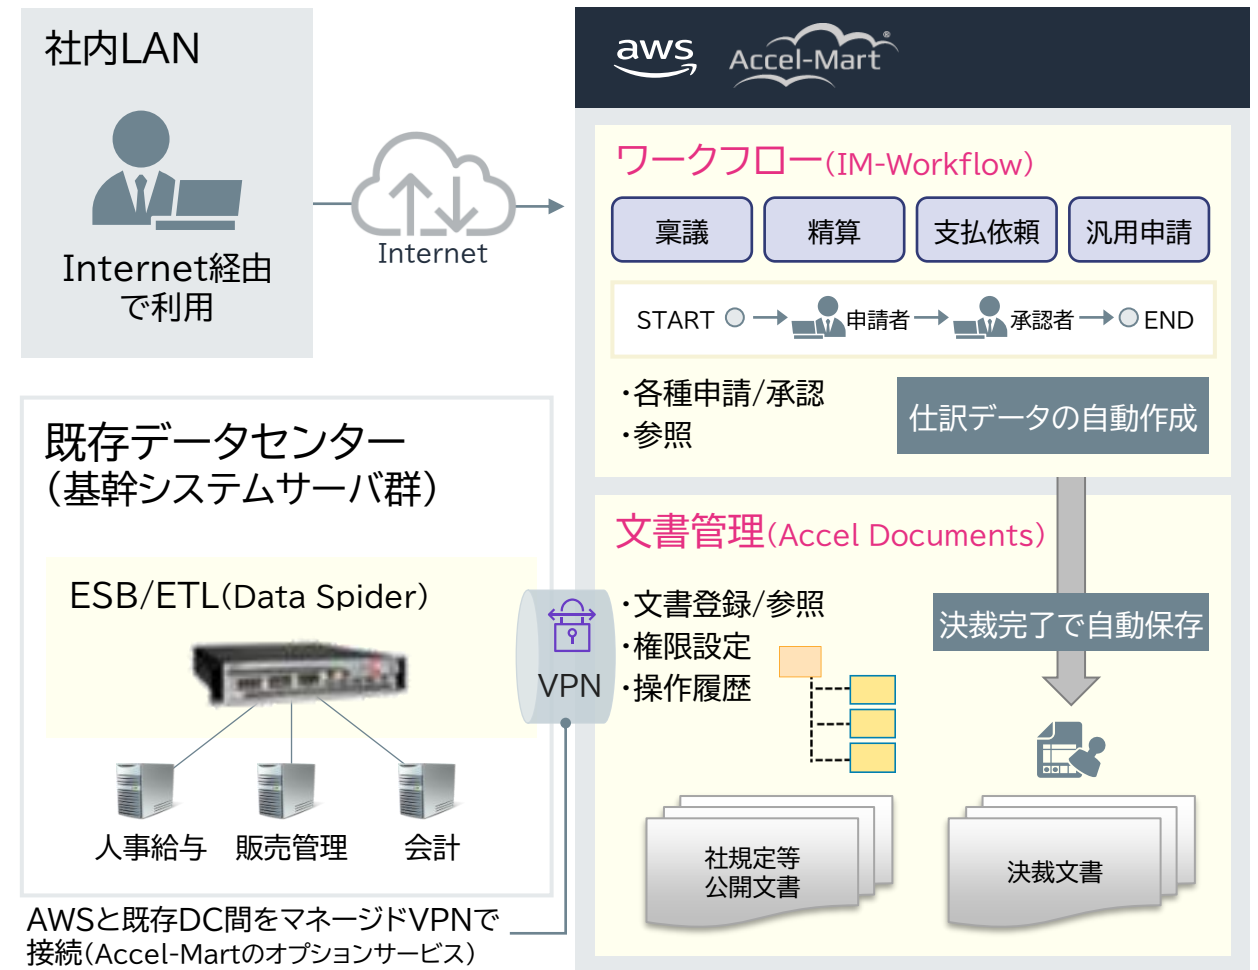 社内LAN
Internet経由
で利用
Internet
aws
Accel-Mart®
ワークフロー(IM-Workflow)
稟議
精算
支払依頼
汎用申請
START
申請者
承認者
END
・各種申請/承認
・参照
仕訳データの自動作成
既存データセンター
(基幹システムサーバ群)
ESB/ETL(Data Spider)
人事給与
販売管理
会計
VPN
AWSと既存DC間をマネージドVPNで
接続(Accel-Martのオプションサービス)
文書管理(Accel Documents)
・文書登録/参照
・権限設定
・操作履歴
決裁完了で自動保存
社規定等
公開文書
決裁文書